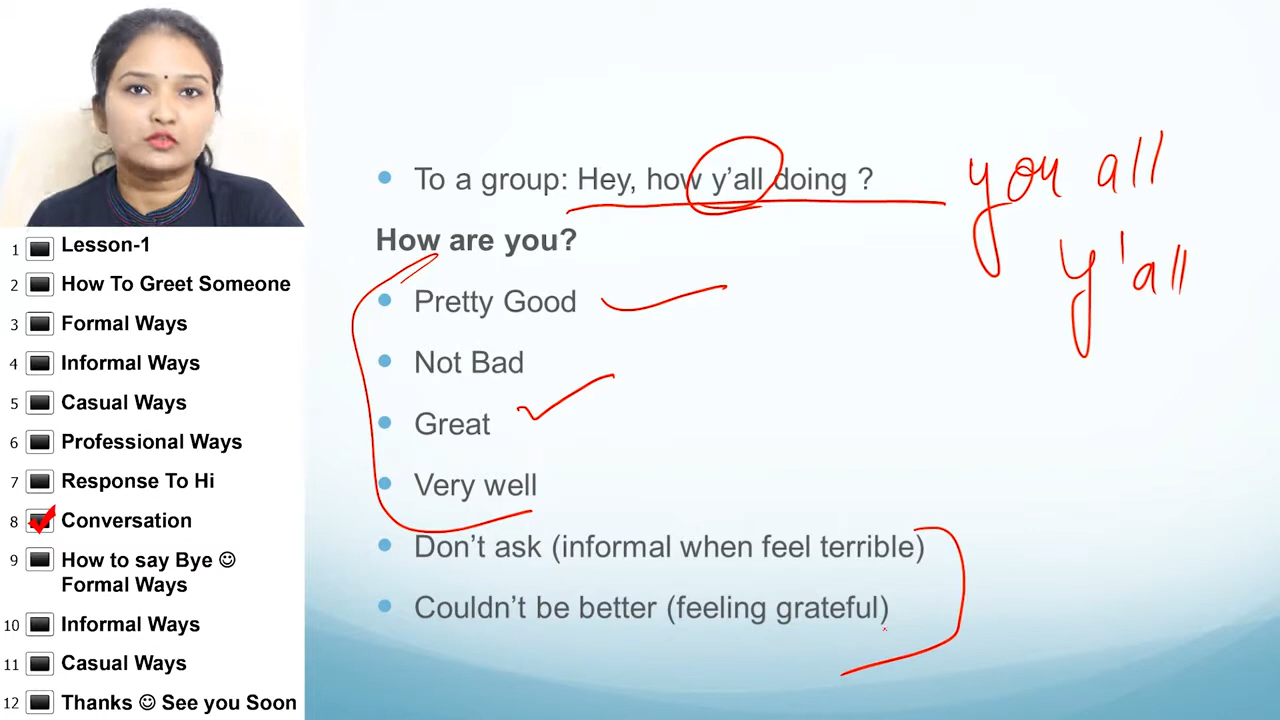 To a group: Hey, how y'all doing ?
you all
How are you?
y'all
Pretty Good
Not Bad
Great
Very well
Don't ask (informal when feel terrible)
Couldn't be better (feeling grateful)
1 Lesson-1
2 How To Greet Someone
3 Formal Ways
4 Informal Ways
5 Casual Ways
6 Professional Ways
7 Response To Hi
8 Conversation
9 How to say Bye ☺
Formal Ways
10 Informal Ways
11 Casual Ways
12 Thanks ☺ See you Soon